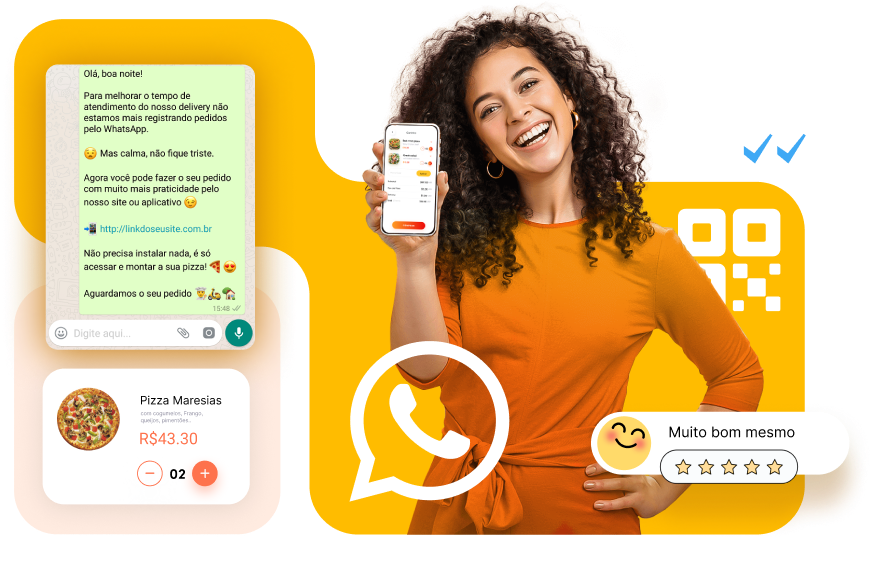 Olá, boa noite!
Para melhorar o tempo de
atendimento do nosso delivery não
estamos mais registrando pedidos
pelo WhatsApp.
😟 Mas calma, não fique triste.
Agora você pode fazer o seu pedido
com muito mais praticidade pelo
nosso site ou aplicativo 😉
📲 http://linkdoseusite.com.br
Não precisa instalar nada, é só
acessar e montar a sua pizza! 🍕 😍
Aguardamos o seu pedido 👨‍🍳🛵🏡
15:48
Digite aqui...
Pizza Maresias
com cogumelos, Frango,
queijos, pimentões...
R$43.30
02
Muito bom mesmo